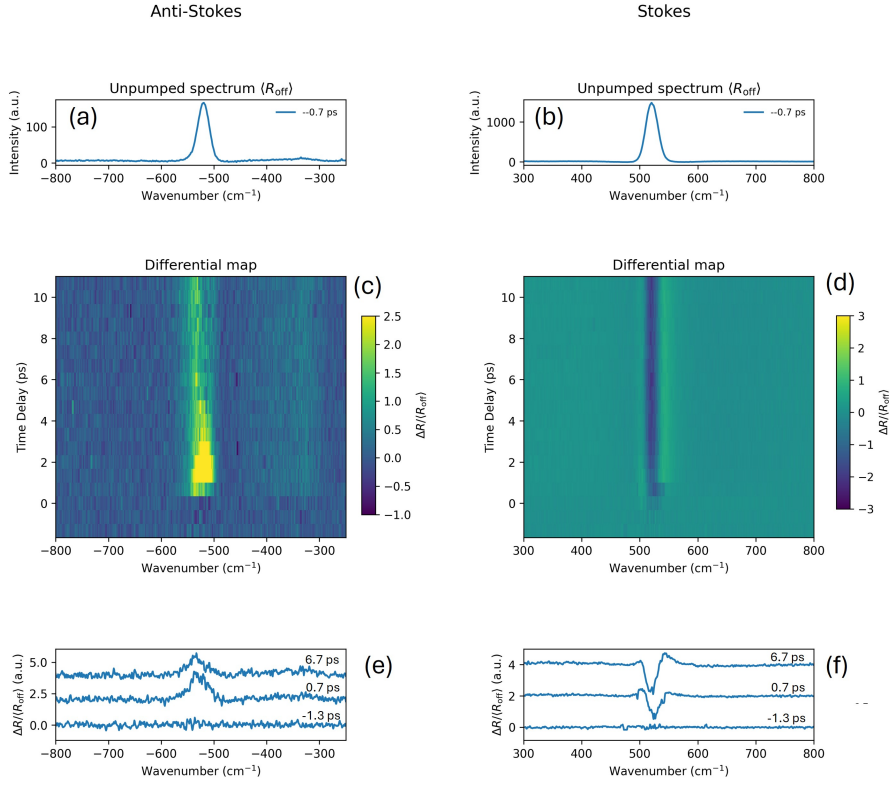 Anti-Stokes
Stokes
Unpumped spectrum ⟨Roff⟩
(a)
--0.7 ps
Intensity (a.u.)
100
0
−800 −700 −600 −500 −400 −300
Wavenumber (cm⁻¹)
Unpumped spectrum ⟨Roff⟩
(b)
--0.7 ps
Intensity (a.u.)
1000
0
300 400 500 600 700 800
Wavenumber (cm⁻¹)
Differential map
(c)
Time Delay (ps)
10
8
6
4
2
0
−800 −700 −600 −500 −400 −300
Wavenumber (cm⁻¹)
2.5
2.0
1.5
1.0
0.5
0.0
−0.5
−1.0
ΔR/⟨Roff⟩
Differential map
(d)
Time Delay (ps)
10
8
6
4
2
0
300 400 500 600 700 800
Wavenumber (cm⁻¹)
3
2
1
0
−1
−2
−3
ΔR/⟨Roff⟩
(e)
ΔR/⟨Roff⟩ (a.u.)
5.0
2.5
0.0
6.7 ps
0.7 ps
-1.3 ps
−800 −700 −600 −500 −400 −300
Wavenumber (cm⁻¹)
(f)
ΔR/⟨Roff⟩ (a.u.)
4
2
0
6.7 ps
0.7 ps
-1.3 ps
300 400 500 600 700 800
Wavenumber (cm⁻¹)
- -